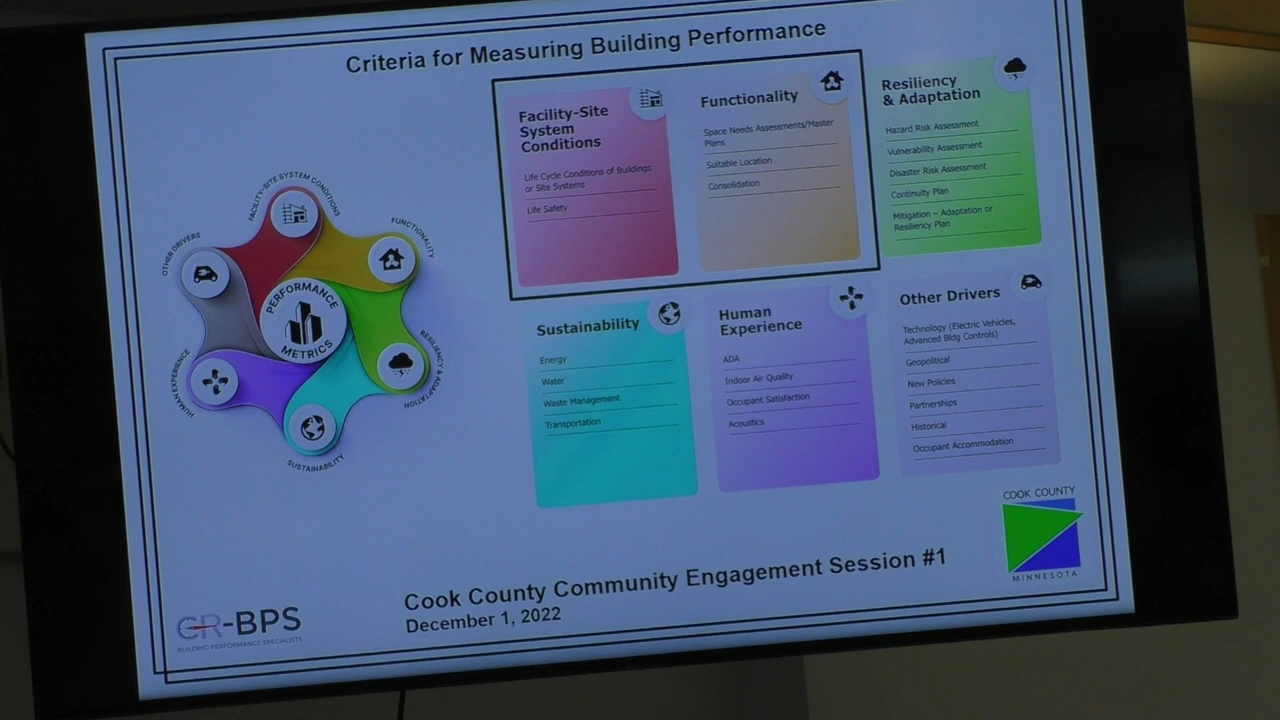 Criteria for Measuring Building Performance
FACILITY-SITE SYSTEM CONDITIONS
FUNCTIONALITY
RESILIENCY & ADAPTATION
SUSTAINABILITY
HUMAN EXPERIENCE
OTHER DRIVERS
PERFORMANCE
METRICS
Facility-Site
System
Conditions
Life Cycle Conditions of Buildings
or Site Systems
Life Safety
Functionality
Space Needs Assessments/Master
Plans
Suitable Location
Consolidation
Resiliency
& Adaptation
Hazard Risk Assessment
Vulnerability Assessment
Disaster Risk Assessment
Continuity Plan
Mitigation – Adaptation or
Resiliency Plan
Sustainability
Energy
Water
Waste Management
Transportation
Human
Experience
ADA
Indoor Air Quality
Occupant Satisfaction
Acoustics
Other Drivers
Technology (Electric Vehicles,
Advanced Bldg Controls)
Geopolitical
New Policies
Partnerships
Historical
Occupant Accommodation
CR-BPS
BUILDING PERFORMANCE SPECIALISTS
Cook County Community Engagement Session #1
December 1, 2022
COOK COUNTY
MINNESOTA